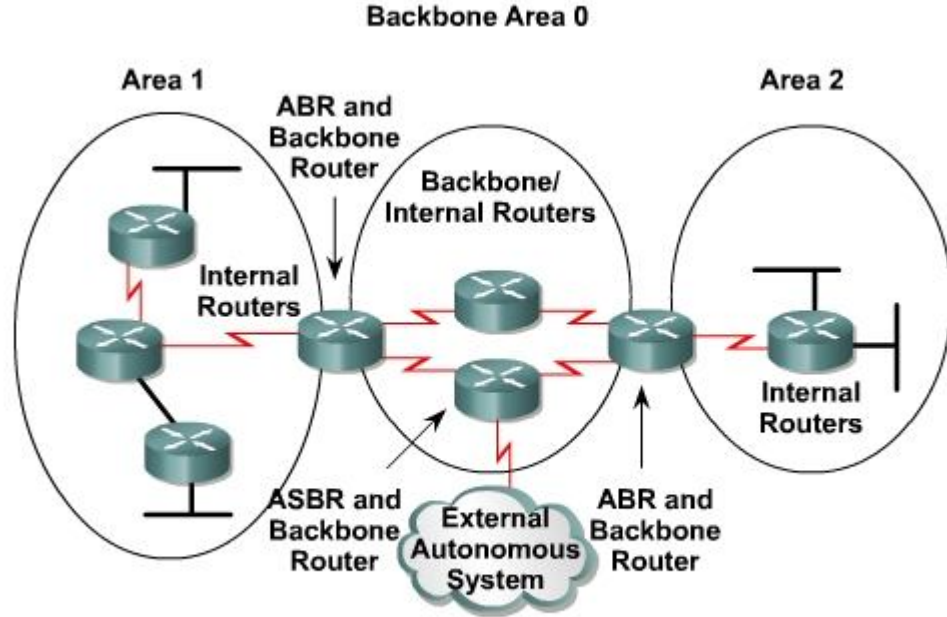 Backbone Area 0
Area 1
Area 2
ABR and
Backbone
Router
Backbone/
Internal Routers
Internal
Routers
Internal
Routers
ASBR and
Backbone
Router
External
Autonomous
System
ABR and
Backbone
Router